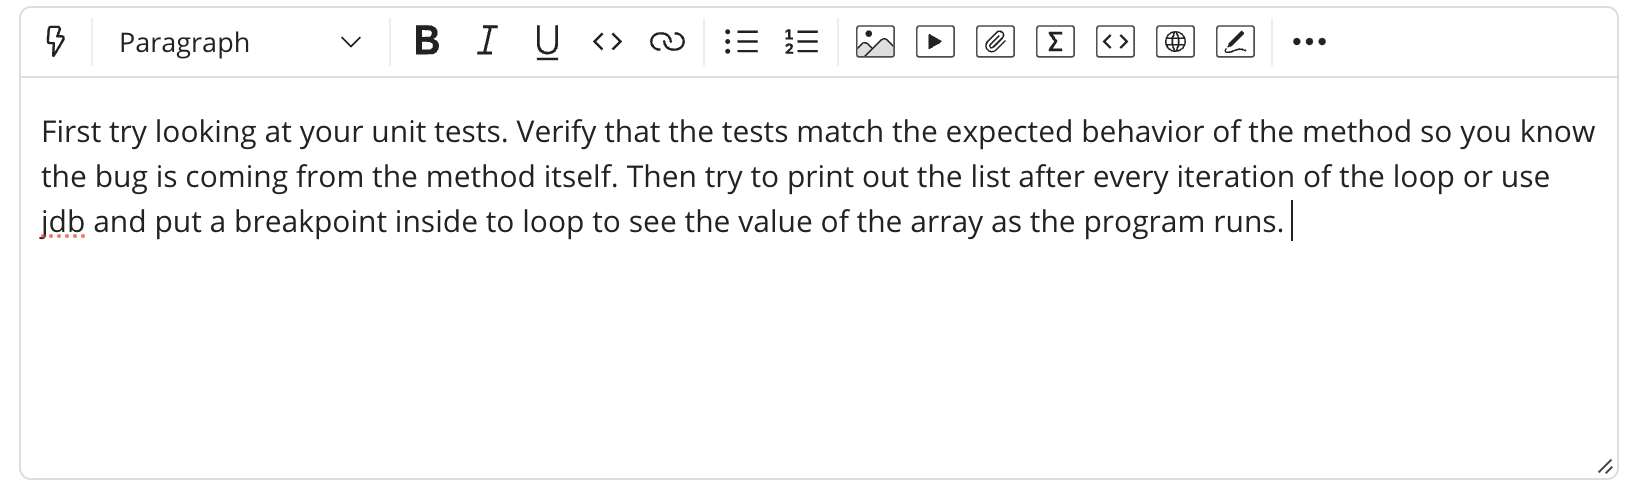 Paragraph
B I U
1
2
Σ
First try looking at your unit tests. Verify that the tests match the expected behavior of the method so you know
the bug is coming from the method itself. Then try to print out the list after every iteration of the loop or use
jdb and put a breakpoint inside to loop to see the value of the array as the program runs.